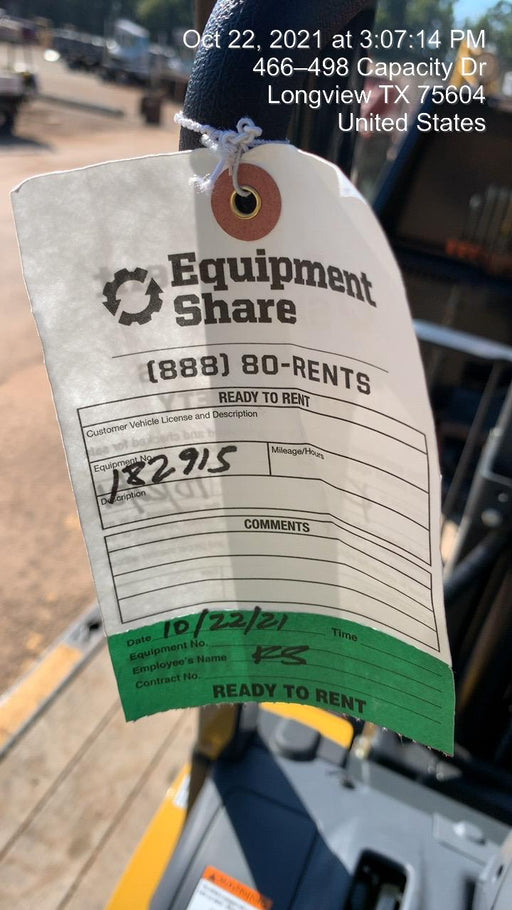 Oct 22, 2021 at 3:07:14 PM
466–498 Capacity Dr
Longview TX 75604
United States
Equipment
Share
(888) 80-RENTS
READY TO RENT
Customer Vehicle License and Description
Equipment No. 182915 Mileage/Hours
Description
COMMENTS
Date 10/22/21 Time
Equipment No.
Employee's Name RS
Contract No.
READY TO RENT